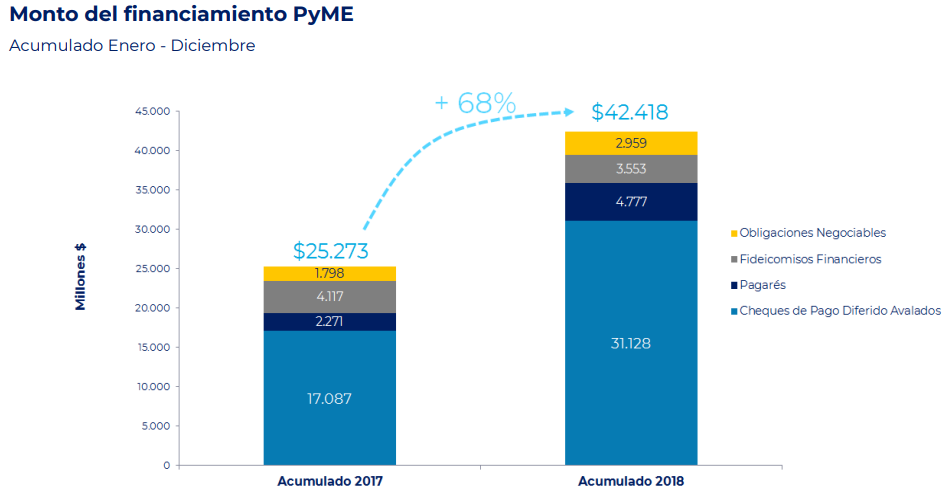 Monto del financiamiento PyME
Acumulado Enero - Diciembre
+ 68%
45.000
40.000
35.000
30.000
25.000
20.000
15.000
10.000
5.000
0
Millones $
$25.273
1.798
4.117
2.271
17.087
Acumulado 2017
$42.418
2.959
3.553
4.777
31.128
Acumulado 2018
Obligaciones Negociables
Fideicomisos Financieros
Pagarés
Cheques de Pago Diferido Avalados